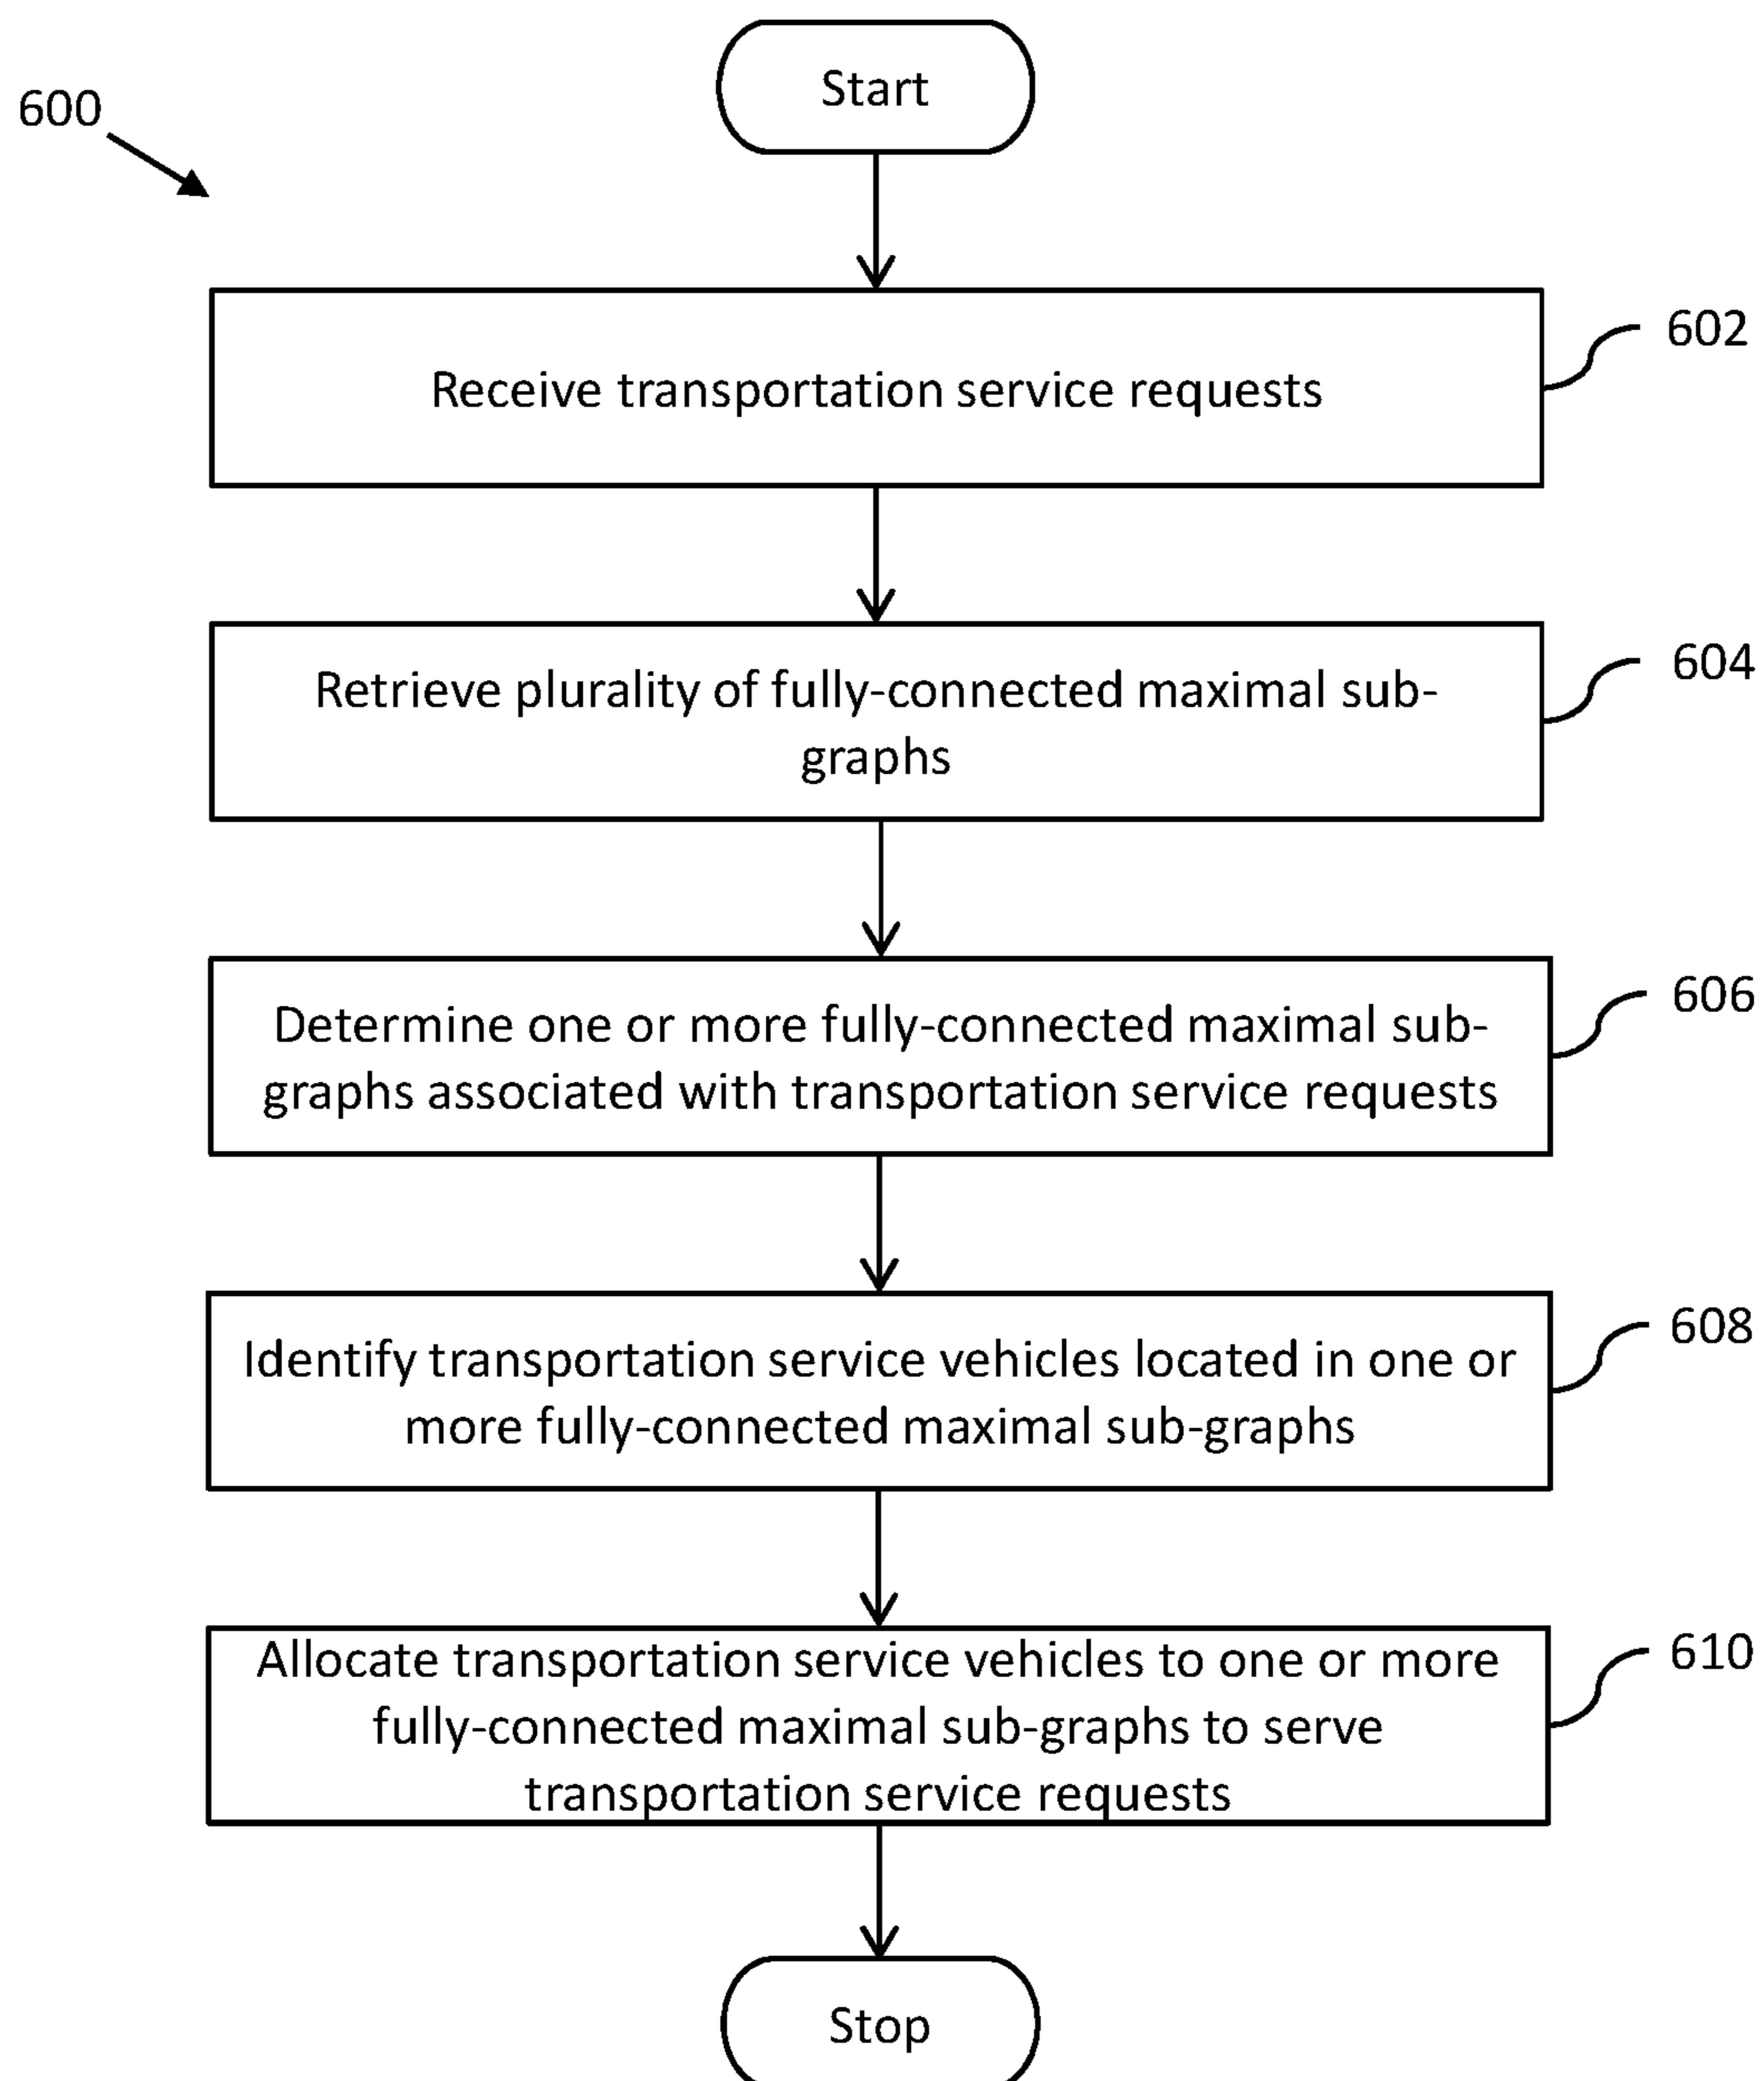 Start
600
602
Receive transportation service requests
604
Retrieve plurality of fully-connected maximal sub-
graphs
606
Determine one or more fully-connected maximal sub-
graphs associated with transportation service requests
608
Identify transportation service vehicles located in one or
more fully-connected maximal sub-graphs
610
Allocate transportation service vehicles to one or more
fully-connected maximal sub-graphs to serve
transportation service requests
Stop